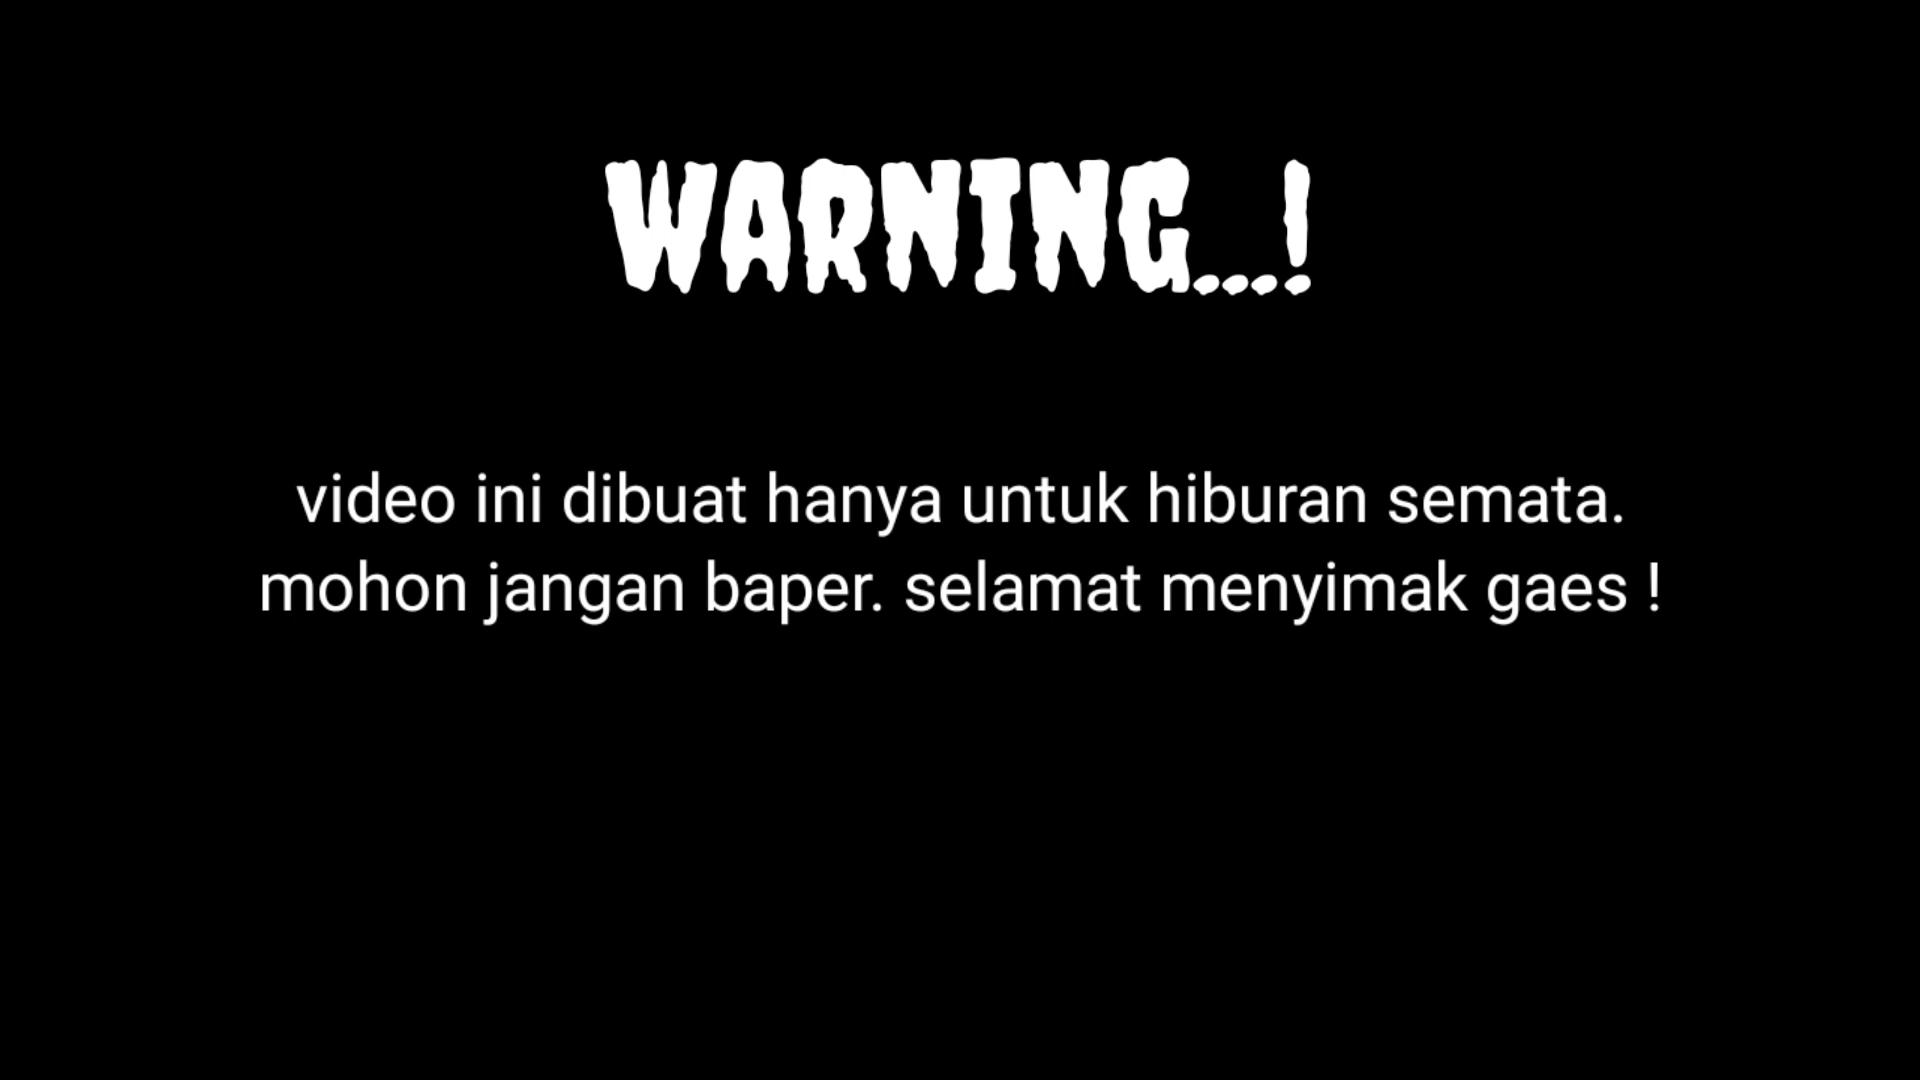 WARNING...!
video ini dibuat hanya untuk hiburan semata.
mohon jangan baper. selamat menyimak gaes !